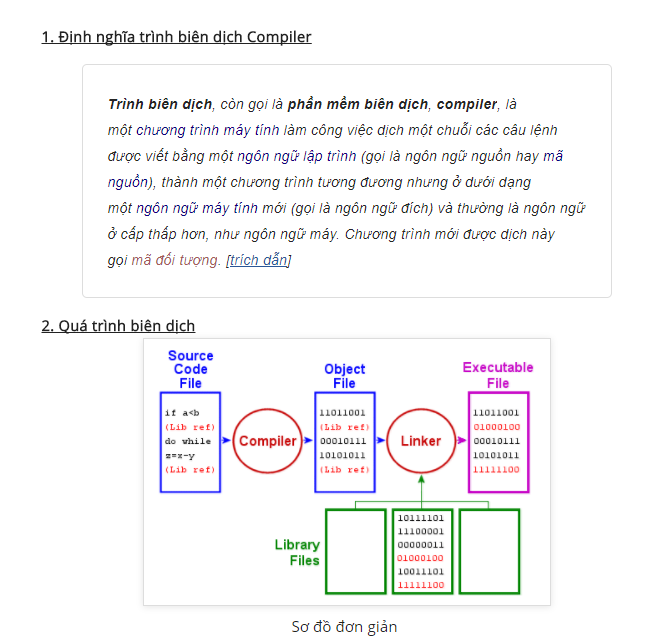 1. Định nghĩa trình biên dịch Compiler
Trình biên dịch, còn gọi là phần mềm biên dịch, compiler, là
một chương trình máy tính làm công việc dịch một chuỗi các câu lệnh
được viết bằng một ngôn ngữ lập trình (gọi là ngôn ngữ nguồn hay mã
nguồn), thành một chương trình tương đương nhưng ở dưới dạng
một ngôn ngữ máy tính mới (gọi là ngôn ngữ đích) và thường là ngôn ngữ
ở cấp thấp hơn, như ngôn ngữ máy. Chương trình mới được dịch này
gọi mã đối tượng. [trích dẫn]
2. Quá trình biên dịch
Source
Code
File
if a<b
(Lib ref)
do while
z=x-y
(Lib ref)
Compiler
Object
File
11011001
(Lib ref)
00010111
10101011
(Lib ref)
Linker
Executable
File
11011001
01000100
00010111
10101011
11111100
Library
Files
10111101
11100001
00000011
01000100
10011101
11111100
Sơ đồ đơn giản